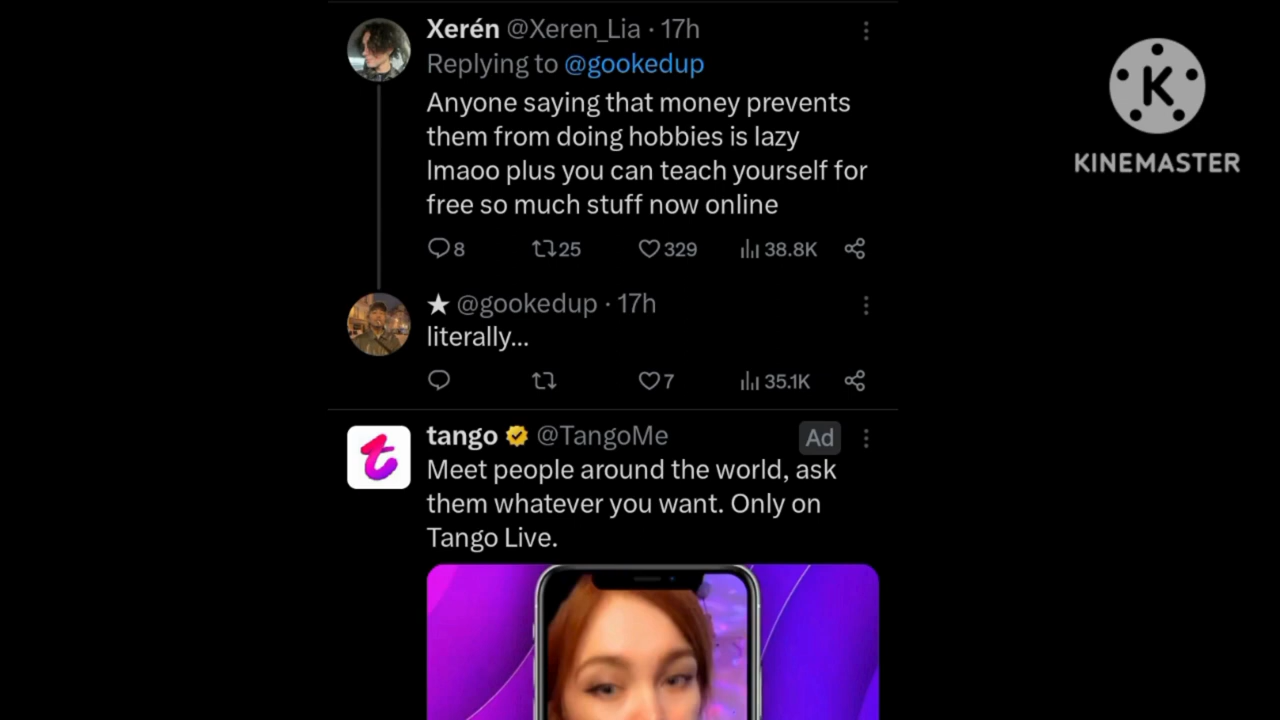 Xerén @Xeren_Lia · 17h
Replying to @gookedup
Anyone saying that money prevents
them from doing hobbies is lazy
lmaoo plus you can teach yourself for
free so much stuff now online
8 25 329 38.8K
★ @gookedup · 17h
literally...
7 35.1K
tango @TangoMe Ad
Meet people around the world, ask
them whatever you want. Only on
Tango Live.
K
KINEMASTER